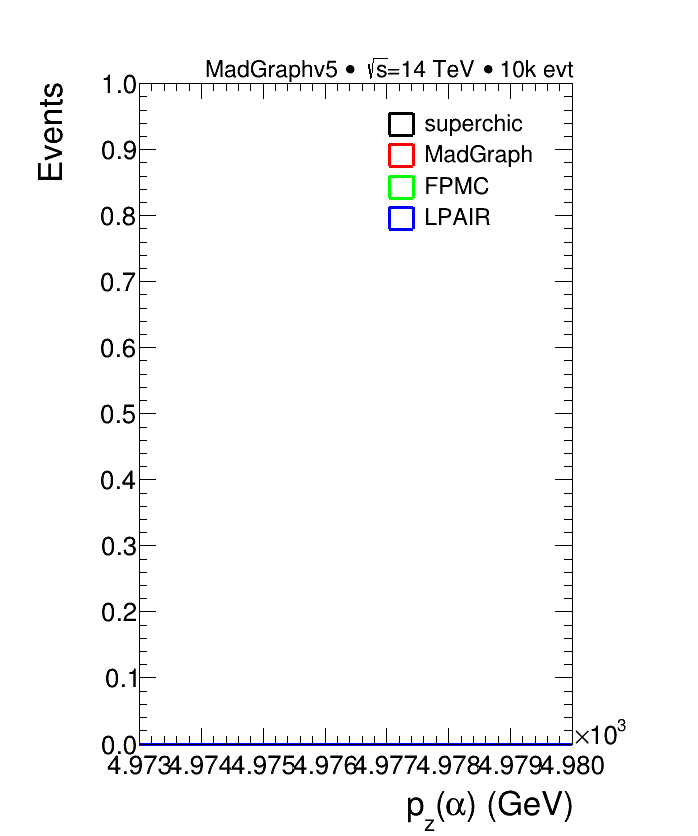 MadGraphv5 • √s=14 TeV • 10k evt
Events
superchic
MadGraph
FPMC
LPAIR
1.0
0.9
0.8
0.7
0.6
0.5
0.4
0.3
0.2
0.1
0.0
×10³
4.973 4.974 4.975 4.976 4.977 4.978 4.979 4.980
p_z(α) (GeV)